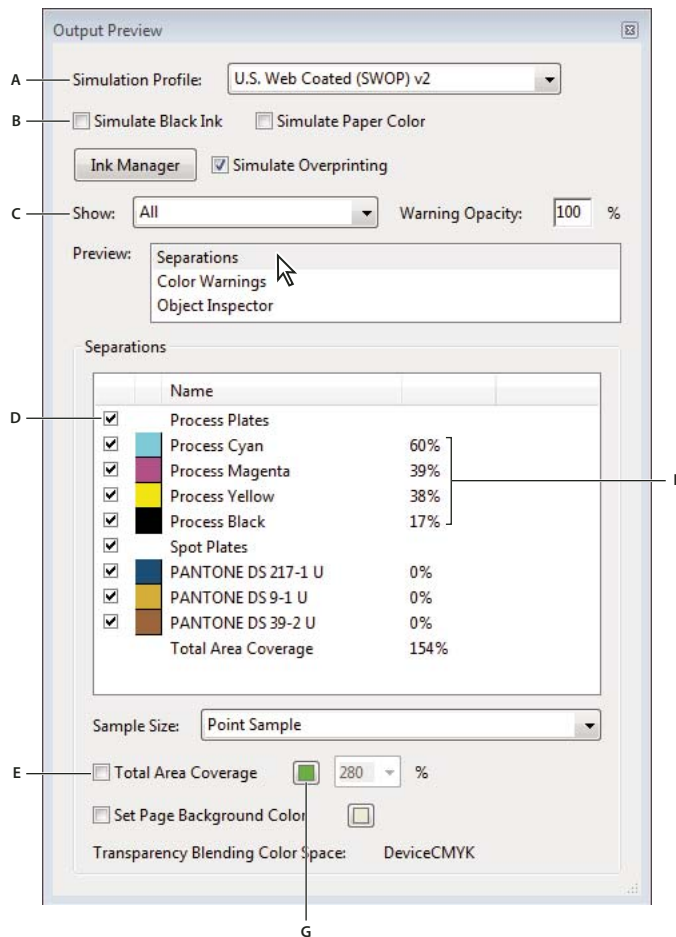 Output Preview
A Simulation Profile: U.S. Web Coated (SWOP) v2
B Simulate Black Ink Simulate Paper Color
Ink Manager Simulate Overprinting
C Show: All Warning Opacity: 100 %
Preview: Separations
Color Warnings
Object Inspector
Separations
Name
D Process Plates
Process Cyan 60%
Process Magenta 39%
Process Yellow 38%
Process Black 17%
Spot Plates
PANTONE DS 217-1 U 0%
PANTONE DS 9-1 U 0%
PANTONE DS 39-2 U 0%
Total Area Coverage 154%
Sample Size: Point Sample
E Total Area Coverage 280 %
Set Page Background Color
Transparency Blending Color Space: DeviceCMYK
G